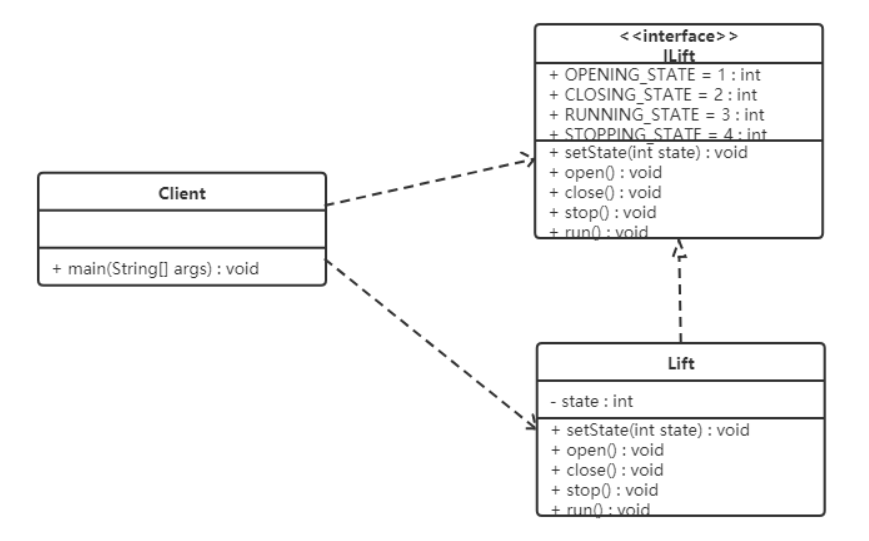 <<interface>>
ILift
+ OPENING_STATE = 1 : int
+ CLOSING_STATE = 2 : int
+ RUNNING_STATE = 3 : int
+ STOPPING_STATE = 4 : int
+ setState(int state) : void
+ open() : void
+ close() : void
+ stop() : void
+ run() : void
Client
+ main(String[] args) : void
Lift
- state : int
+ setState(int state) : void
+ open() : void
+ close() : void
+ stop() : void
+ run() : void